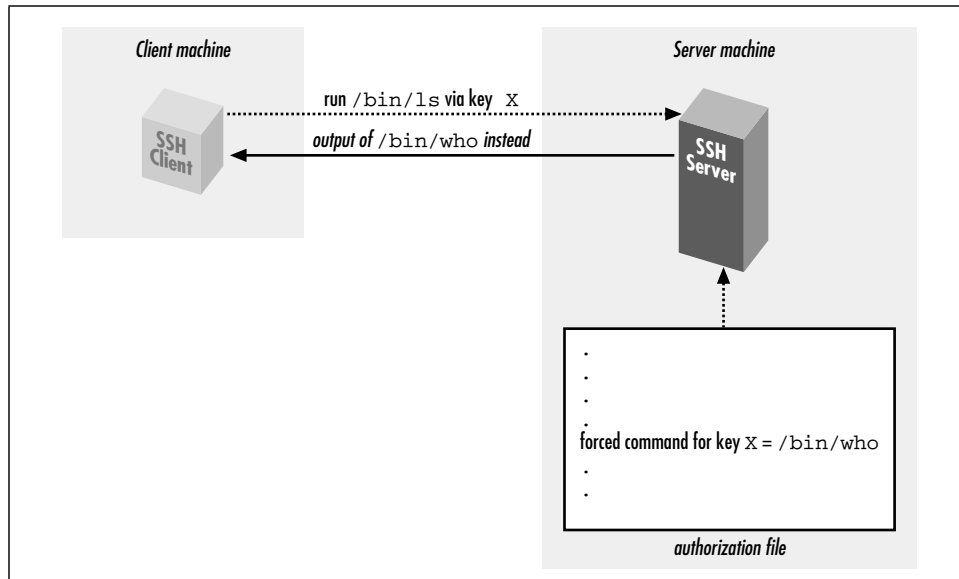 Client machine
Server machine
run /bin/ls via key X
output of /bin/who instead
SSH
Client
SSH
Server
.
.
.
.
forced command for key X = /bin/who
.
.
authorization file